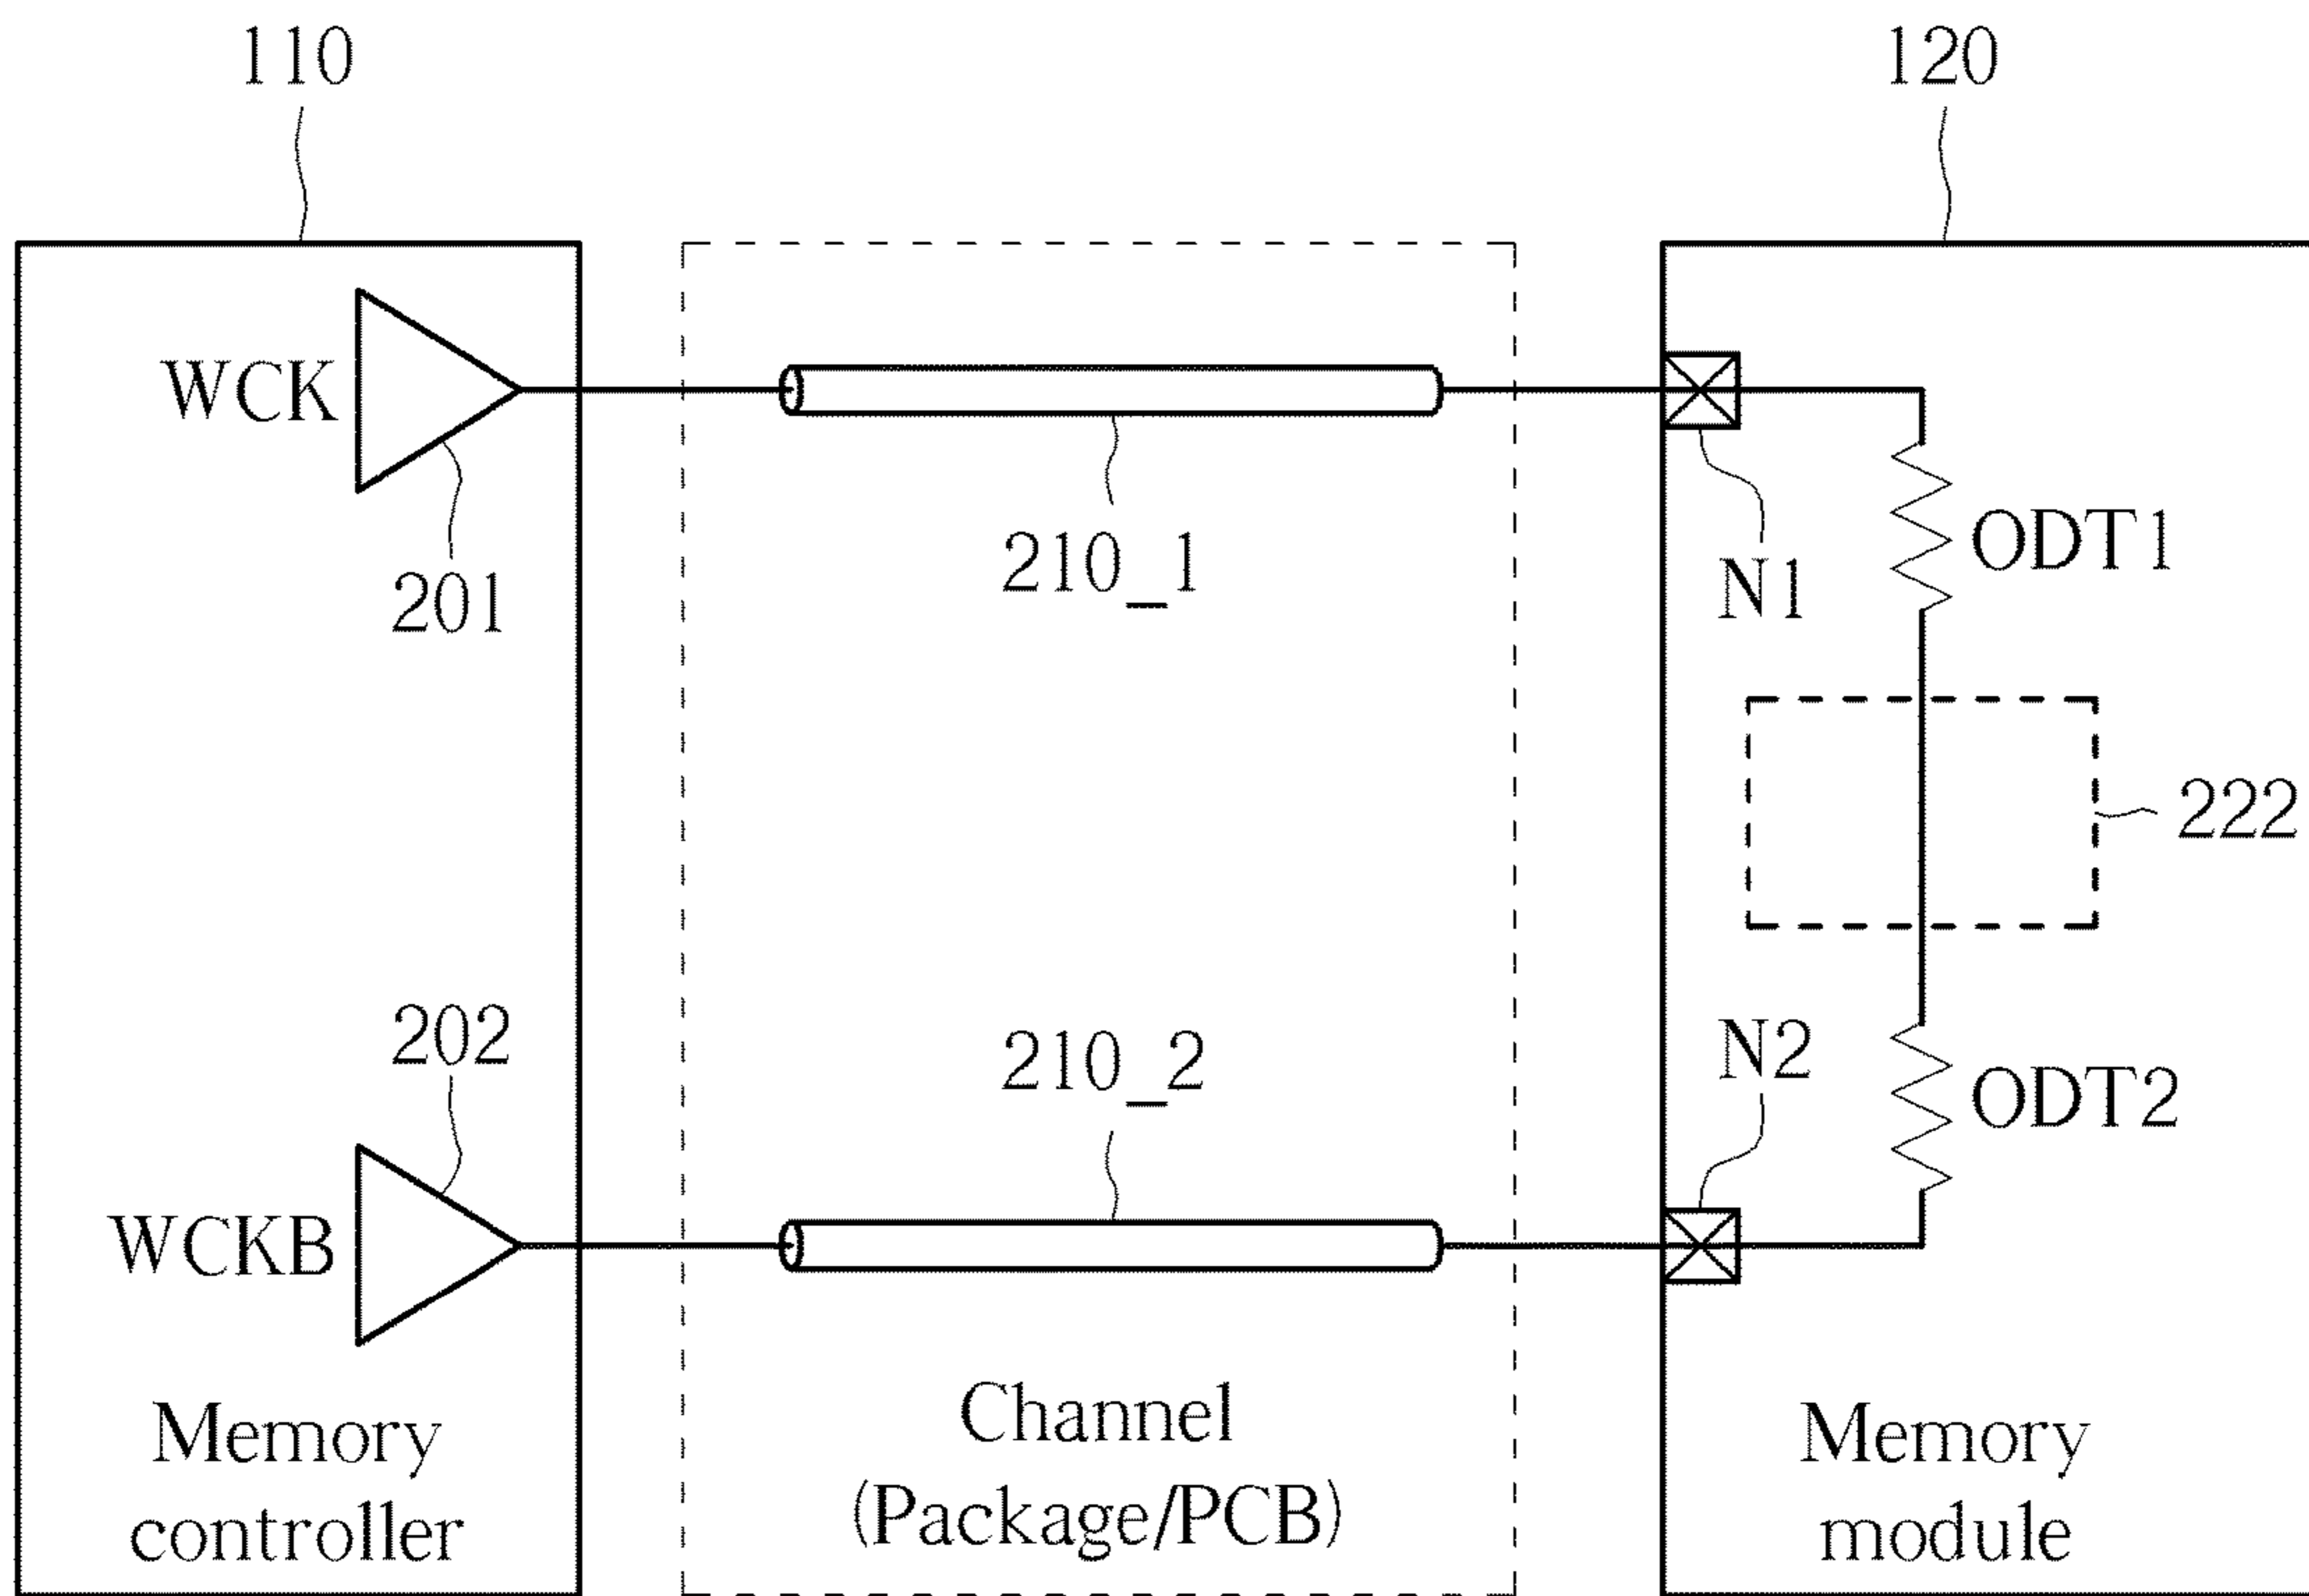 110
120
WCK
201
210_1
N1
ODT1
222
202
210_2
N2
ODT2
WCKB
Memory
controller
Channel
(Package/PCB)
Memory
module